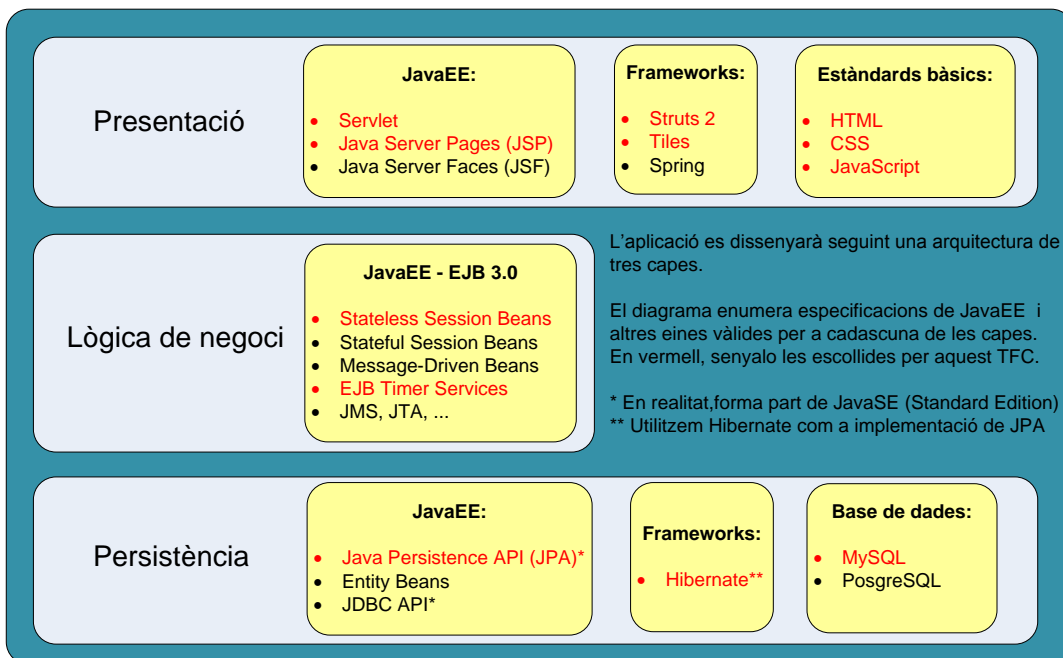 Presentació
JavaEE:
• Servlet
• Java Server Pages (JSP)
• Java Server Faces (JSF)
Frameworks:
• Struts 2
• Tiles
• Spring
Estàndards bàsics:
• HTML
• CSS
• JavaScript
Lògica de negoci
JavaEE - EJB 3.0
• Stateless Session Beans
• Stateful Session Beans
• Message-Driven Beans
• EJB Timer Services
• JMS, JTA, ...
L'aplicació es dissenyarà seguint una arquitectura de
tres capes.
El diagrama enumera especificacions de JavaEE i
altres eines vàlides per a cadascuna de les capes.
En vermell, senyalo les escollides per aquest TFC.
* En realitat,forma part de JavaSE (Standard Edition)
** Utilitzem Hibernate com a implementació de JPA
Persistència
JavaEE:
• Java Persistence API (JPA)*
• Entity Beans
• JDBC API*
Frameworks:
• Hibernate**
Base de dades:
• MySQL
• PosgreSQL